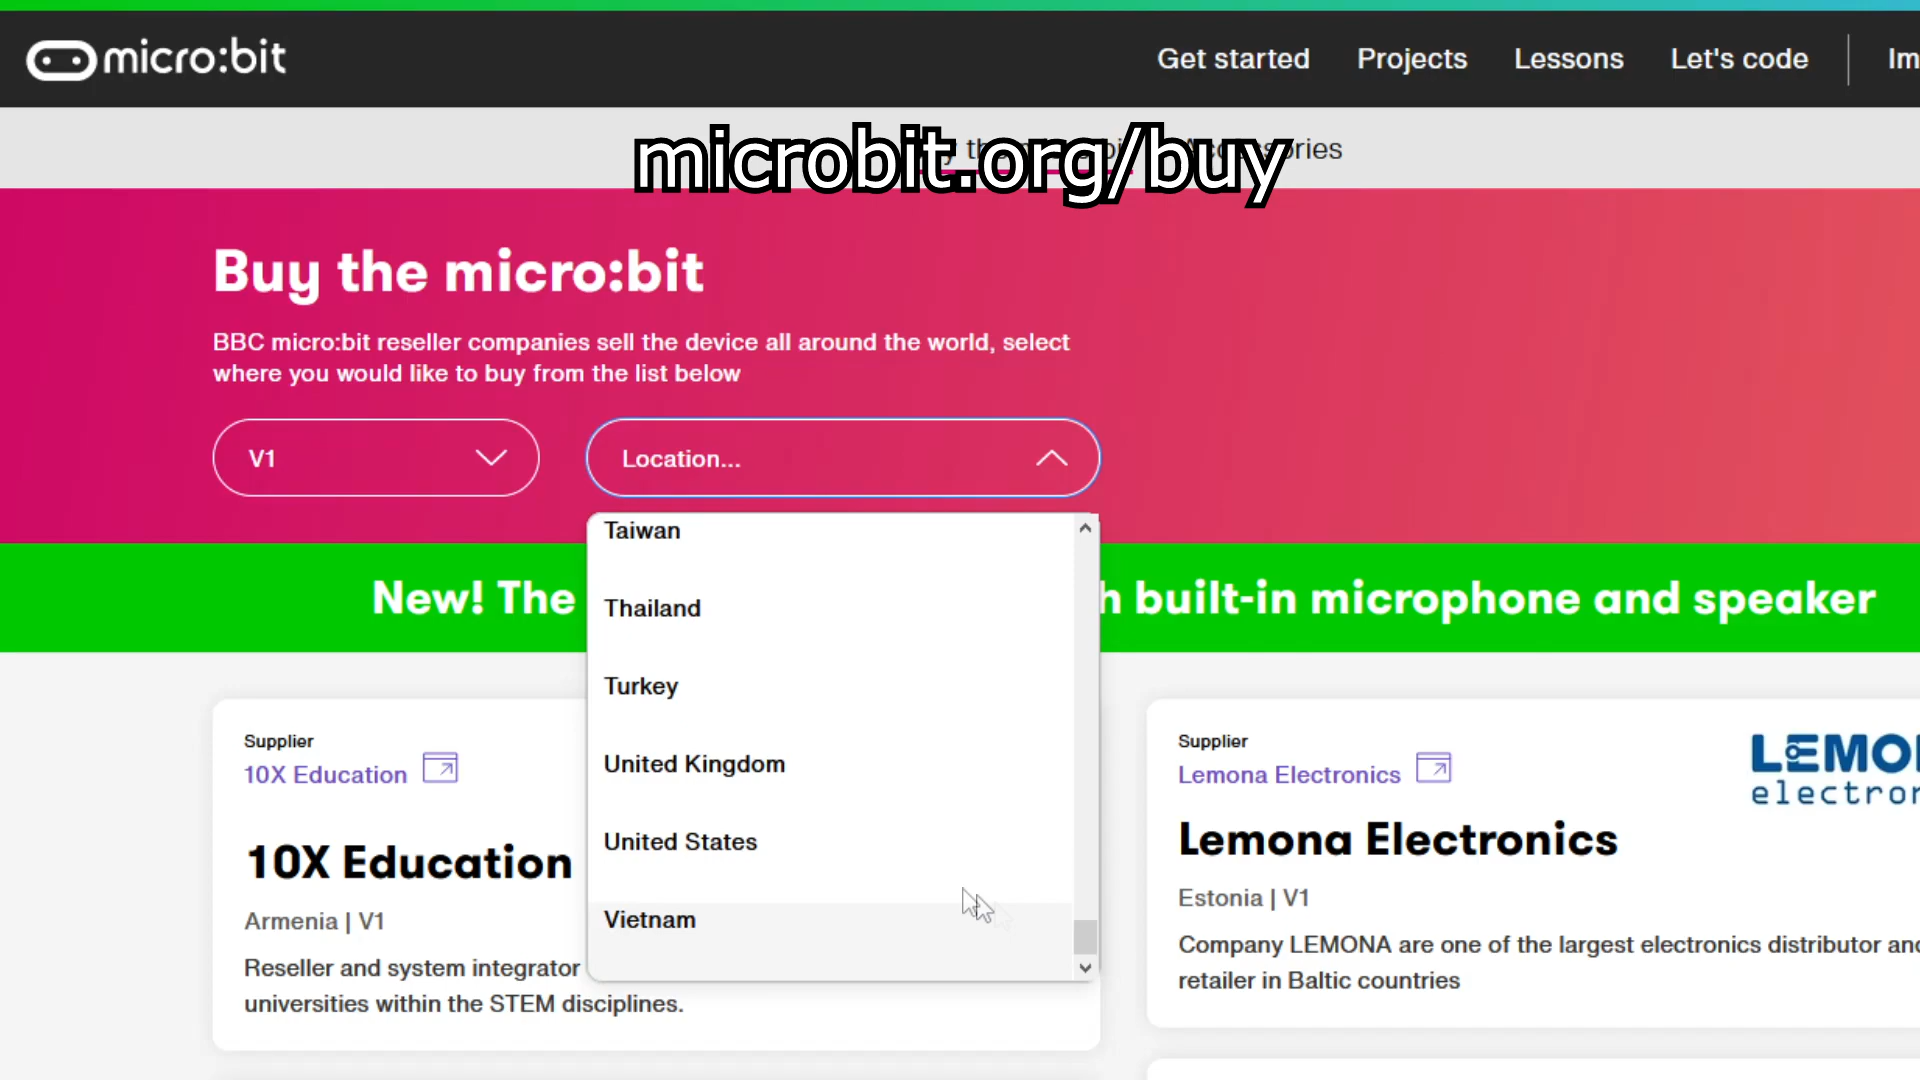 micro:bit
Get started
Projects
Lessons
Let's code
microbit.org/buy
Buy the micro:bit
BBC micro:bit reseller companies sell the device all around the world, select
where you would like to buy from the list below
V1
Location...
Taiwan
Thailand
Turkey
United Kingdom
United States
Vietnam
New! The
built-in microphone and speaker
Supplier
10X Education
10X Education
Armenia | V1
Reseller and system integrator
universities within the STEM disciplines.
Supplier
Lemona Electronics
Lemona Electronics
Estonia | V1
Company LEMONA are one of the largest electronics distributor
retailer in Baltic countries